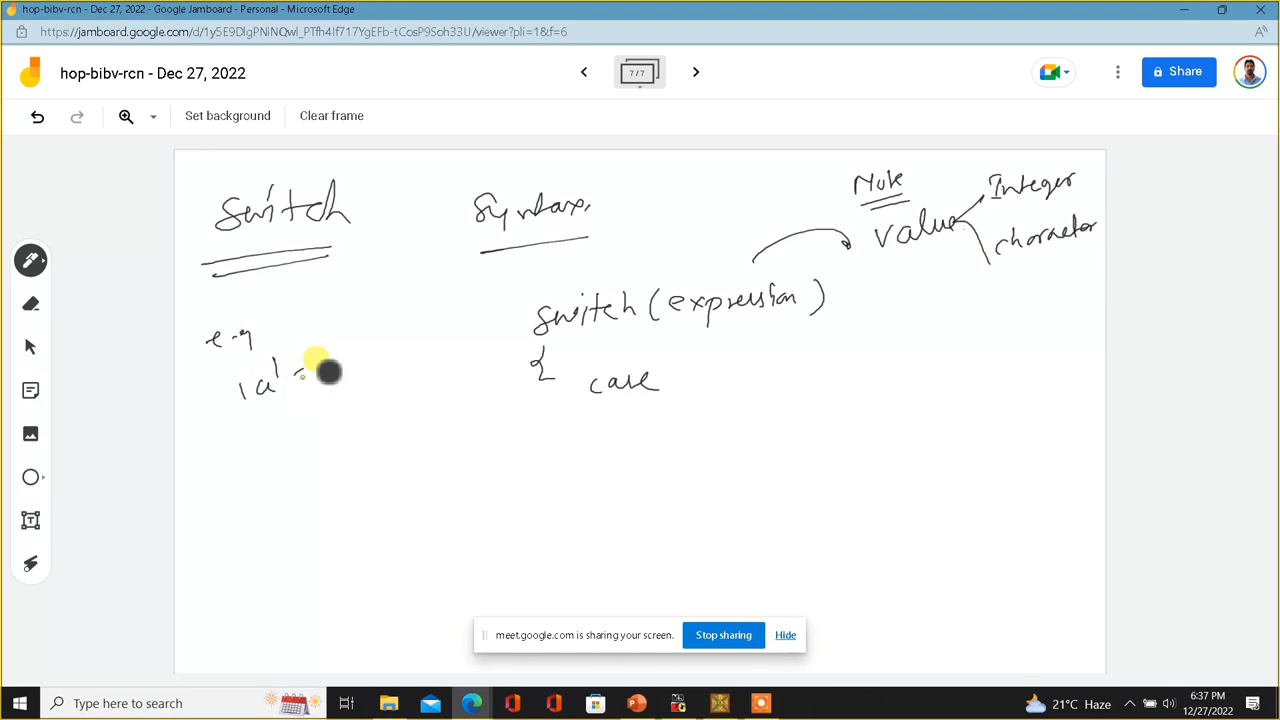 hop-bibv-rcn - Dec 27, 2022 - Google Jamboard - Personal - Microsoft Edge
https://jamboard.google.com/d/1y5E9DIgPNiNQwI_PTfh4If717YgEFb-tCosP9Soh33U/viewer?pli=1&f=6
hop-bibv-rcn - Dec 27, 2022
7/7
Share
Set background
Clear frame
Switch
Syntax
Note
Integer
value
character
switch (expression)
e.g
{
'a' =
case
meet.google.com is sharing your screen.
Stop sharing
Hide
Type here to search
21°C Haze
6:37 PM
12/27/2022